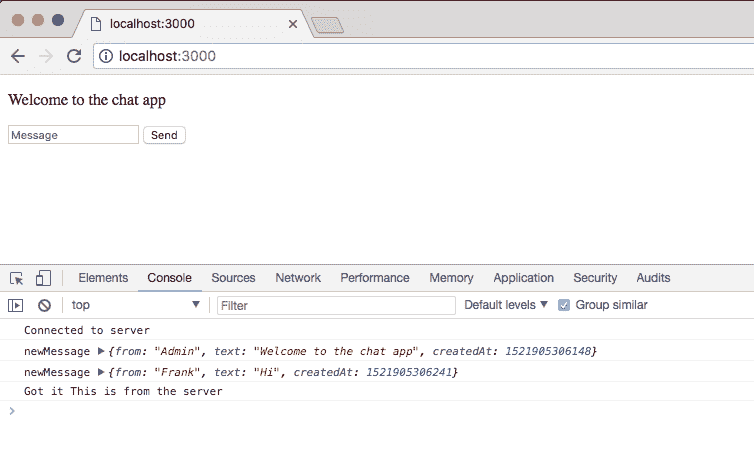 localhost:3000
localhost:3000
Welcome to the chat app
Message Send
Elements Console Sources Network Performance Memory Application Security Audits
top Filter Default levels Group similar
Connected to server
newMessage {from: "Admin", text: "Welcome to the chat app", createdAt: 1521905306148}
newMessage {from: "Frank", text: "Hi", createdAt: 1521905306241}
Got it This is from the server